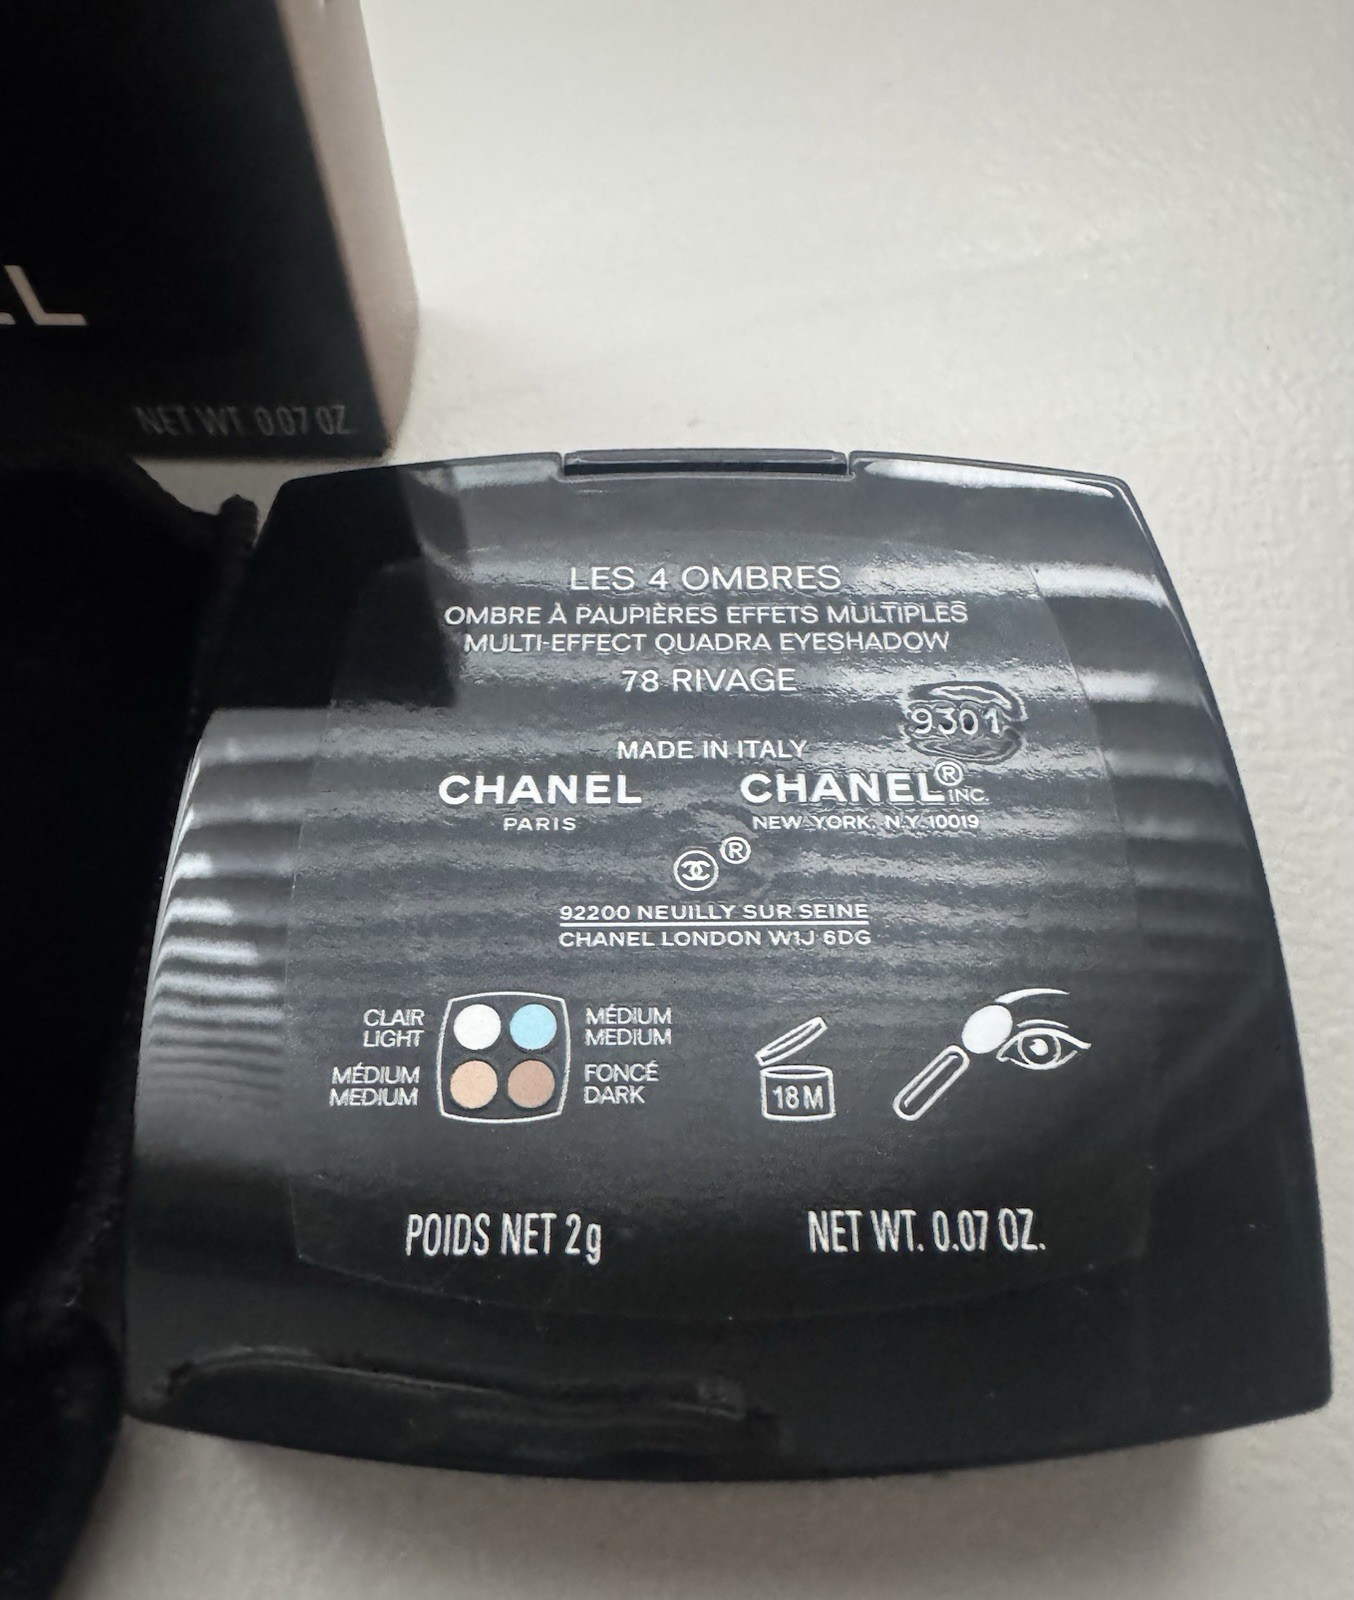 LL
NET WT. 0.07 OZ.
LES 4 OMBRES
OMBRE À PAUPIÈRES EFFETS MULTIPLES
MULTI-EFFECT QUADRA EYESHADOW
78 RIVAGE
9301
MADE IN ITALY
CHANEL CHANEL® INC.
PARIS NEW YORK, N.Y. 10019
®
92200 NEUILLY SUR SEINE
CHANEL LONDON W1J 6DG
CLAIR MÉDIUM
LIGHT MEDIUM
MÉDIUM FONCÉ
MEDIUM DARK
18M
POIDS NET 2g NET WT. 0.07 OZ.